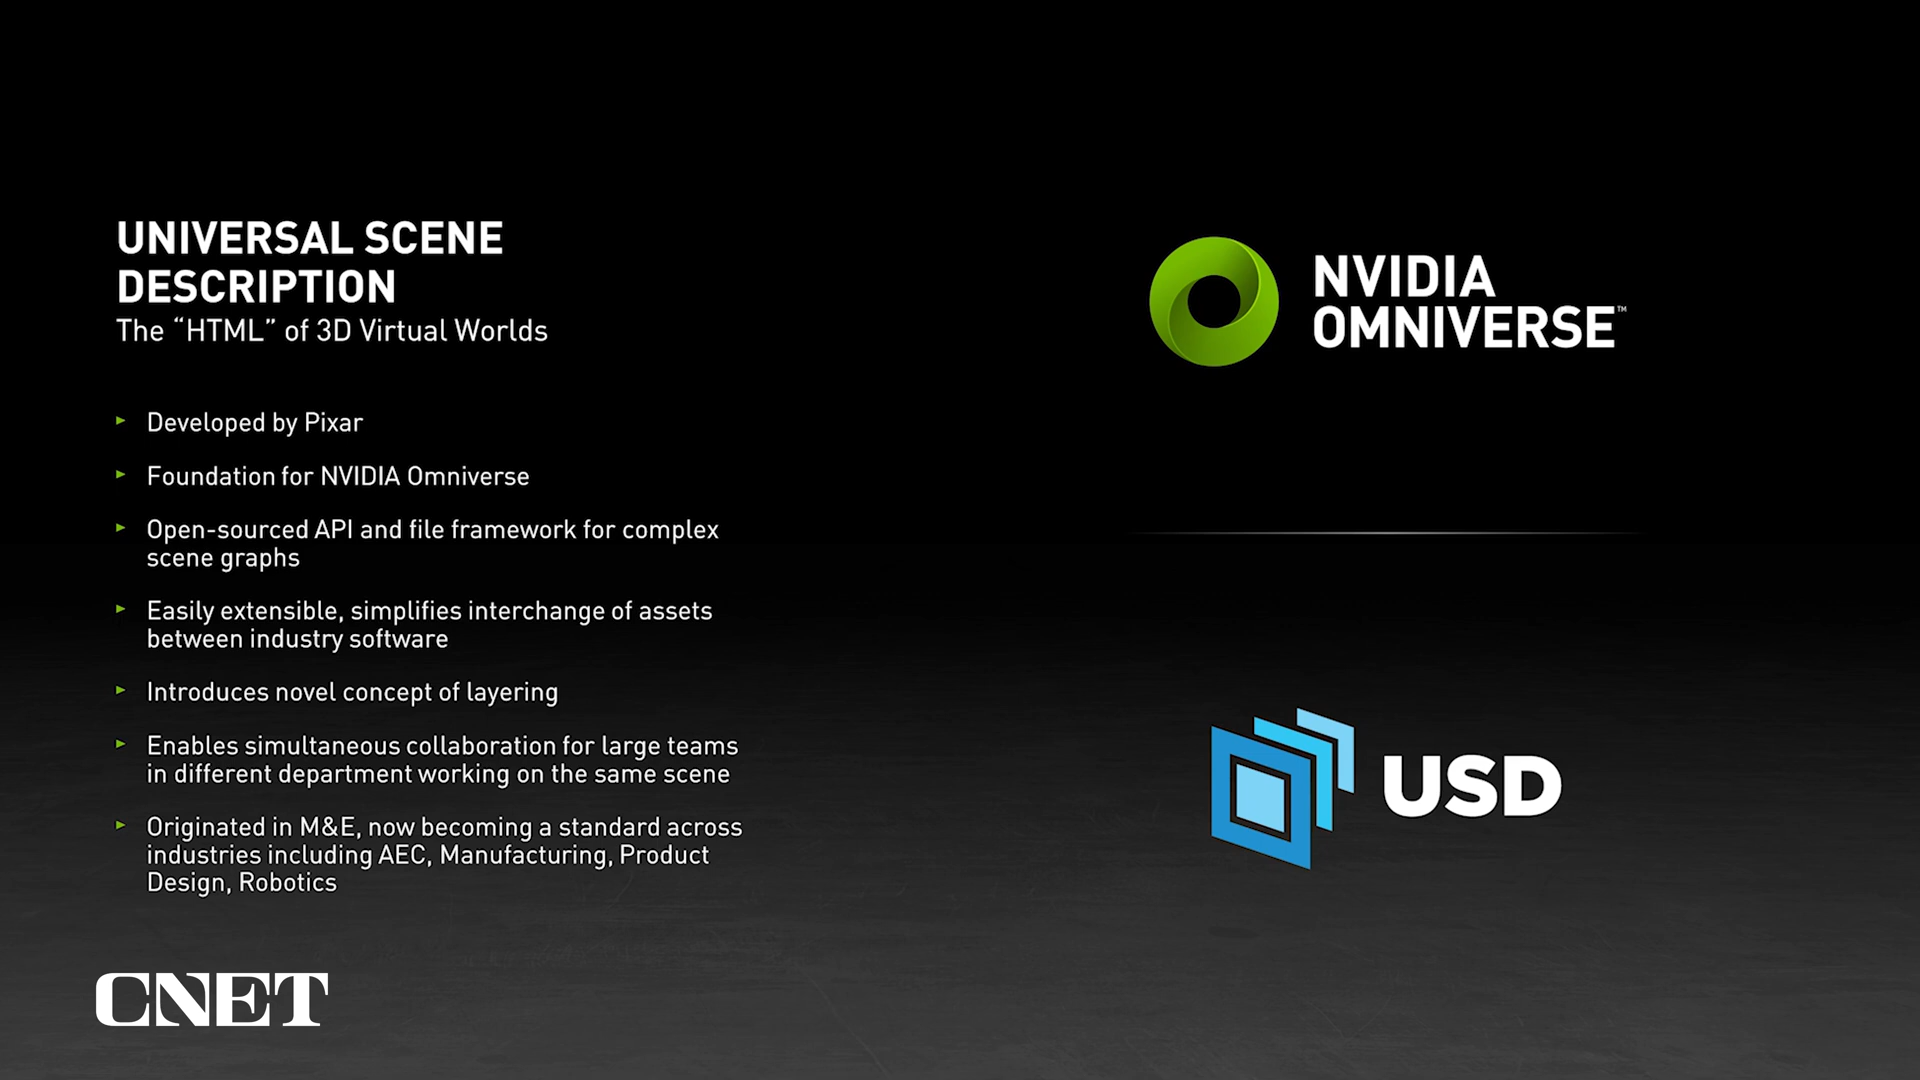 UNIVERSAL SCENE
DESCRIPTION
The “HTML” of 3D Virtual Worlds
Developed by Pixar
Foundation for NVIDIA Omniverse
Open-sourced API and file framework for complex
scene graphs
Easily extensible, simplifies interchange of assets
between industry software
Introduces novel concept of layering
Enables simultaneous collaboration for large teams
in different department working on the same scene
Originated in M&E, now becoming a standard across
industries including AEC, Manufacturing, Product
Design, Robotics
NVIDIA
OMNIVERSE™
USD
CNET